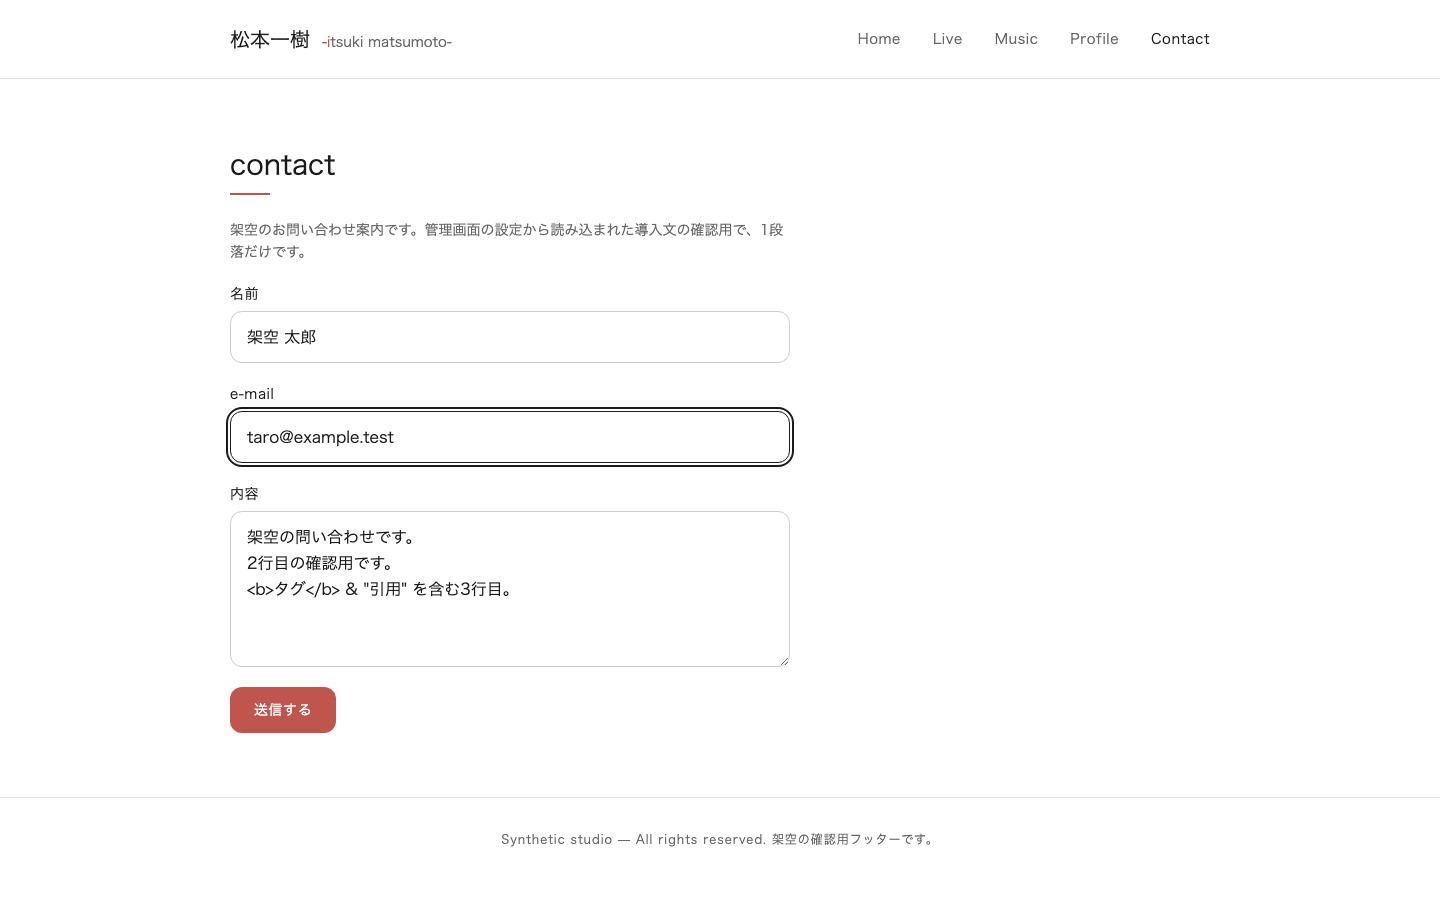 松本一樹 -itsuki matsumoto-
Home Live Music Profile Contact
contact
架空のお問い合わせ案内です。管理画面の設定から読み込まれた導入文の確認用で、1段
落だけです。
名前
架空 太郎
e-mail
taro@example.test
内容
架空の問い合わせです。
2行目の確認用です。
<b>タグ</b> & "引用" を含む3行目。
送信する
Synthetic studio — All rights reserved. 架空の確認用フッターです。